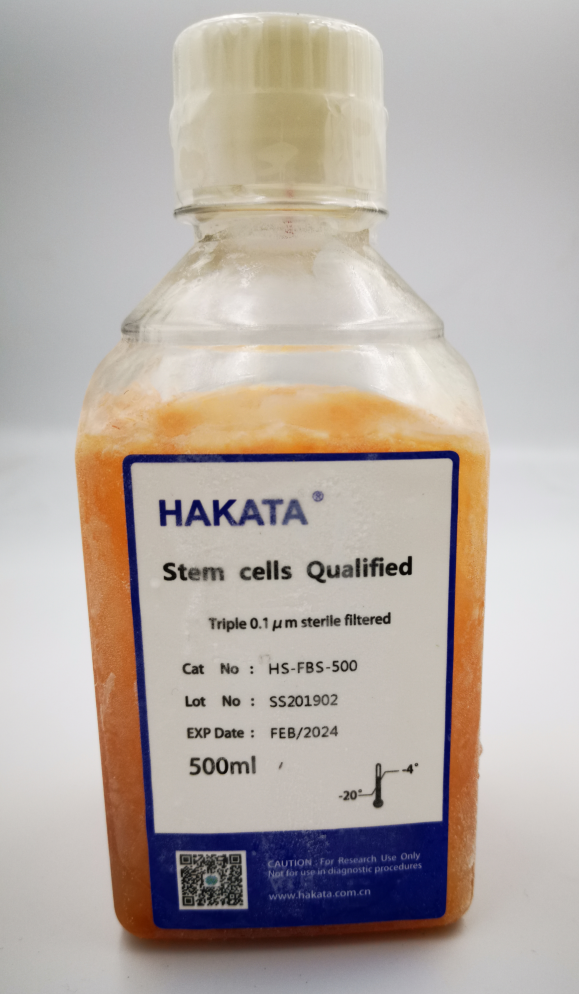 HAKATA®
Stem cells Qualified
Triple 0.1 μm sterile filtered
Cat No : HS-FBS-500
Lot No : SS201902
EXP Date : FEB/2024
500ml
-4°
-20°
CAUTION : For Research Use Only
Not for use in diagnostic procedures
www.hakata.com.cn